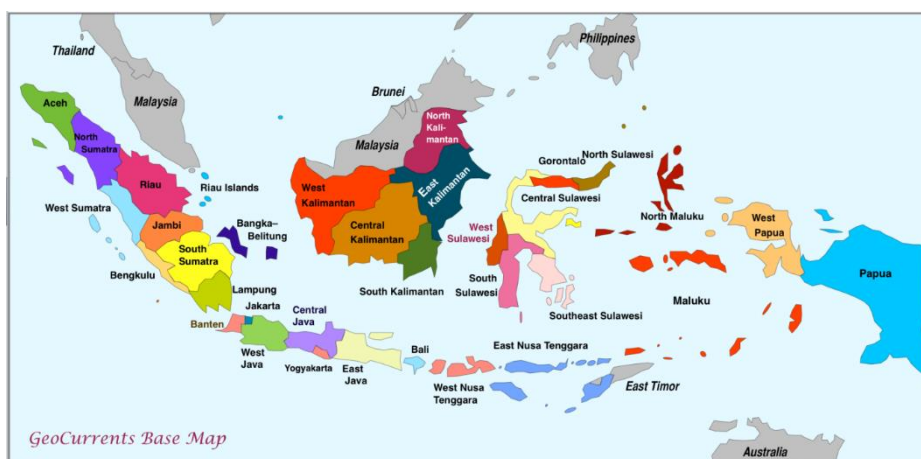 Thailand
Philippines
Aceh
Malaysia
Brunei
North
Sumatra
North
Kali-
mantan
Malaysia
Riau
Riau Islands
West
Kalimantan
East
Kalimantan
Gorontalo
North Sulawesi
Central Sulawesi
West Sumatra
Jambi
Bangka–
Belitung
Central
Kalimantan
West
Sulawesi
North Maluku
West
Papua
South
Sumatra
Bengkulu
Papua
Lampung
South Kalimantan
South
Sulawesi
Southeast Sulawesi
Maluku
Jakarta
Banten
Central
Java
West
Java
Yogyakarta
East
Java
Bali
East Nusa Tenggara
West Nusa
Tenggara
East Timor
GeoCurrents Base Map
Australia